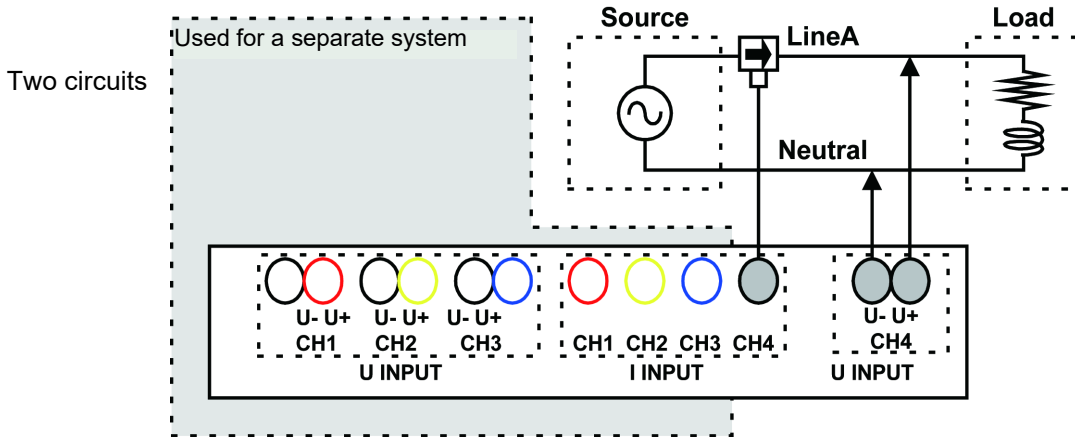 Source
Load
Used for a separate system
LineA
Two circuits
Neutral
U- U+ U- U+ U- U+ U- U+
CH1 CH2 CH3 CH1 CH2 CH3 CH4 CH4
U INPUT I INPUT U INPUT